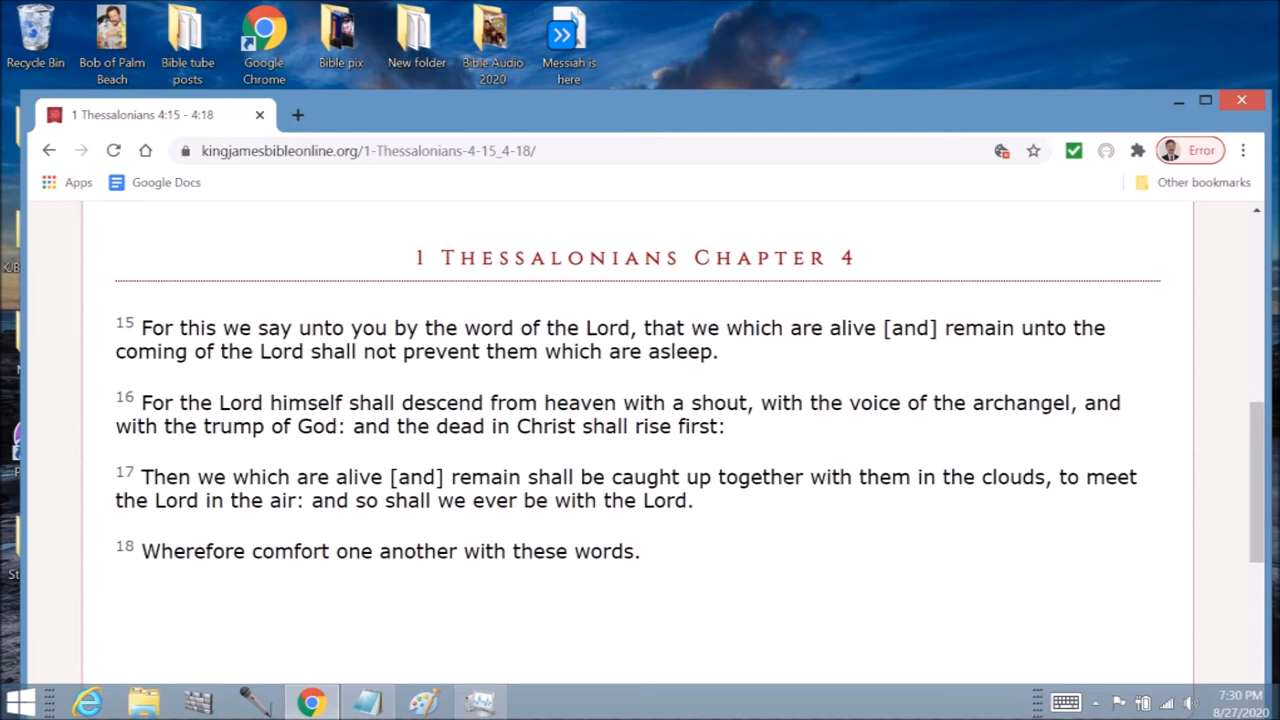 Recycle Bin
Bob of Palm
Beach
Bible tube
posts
Google
Chrome
Bible pix
New folder
Bible Audio
2020
Messiah is
here
1 Thessalonians 4:15 - 4:18
kingjamesbibleonline.org/1-Thessalonians-4-15_4-18/
Error
Apps
Google Docs
Other bookmarks
1 Thessalonians Chapter 4
15 For this we say unto you by the word of the Lord, that we which are alive [and] remain unto the
coming of the Lord shall not prevent them which are asleep.
16 For the Lord himself shall descend from heaven with a shout, with the voice of the archangel, and
with the trump of God: and the dead in Christ shall rise first:
17 Then we which are alive [and] remain shall be caught up together with them in the clouds, to meet
the Lord in the air: and so shall we ever be with the Lord.
18 Wherefore comfort one another with these words.
7:30 PM
8/27/2020